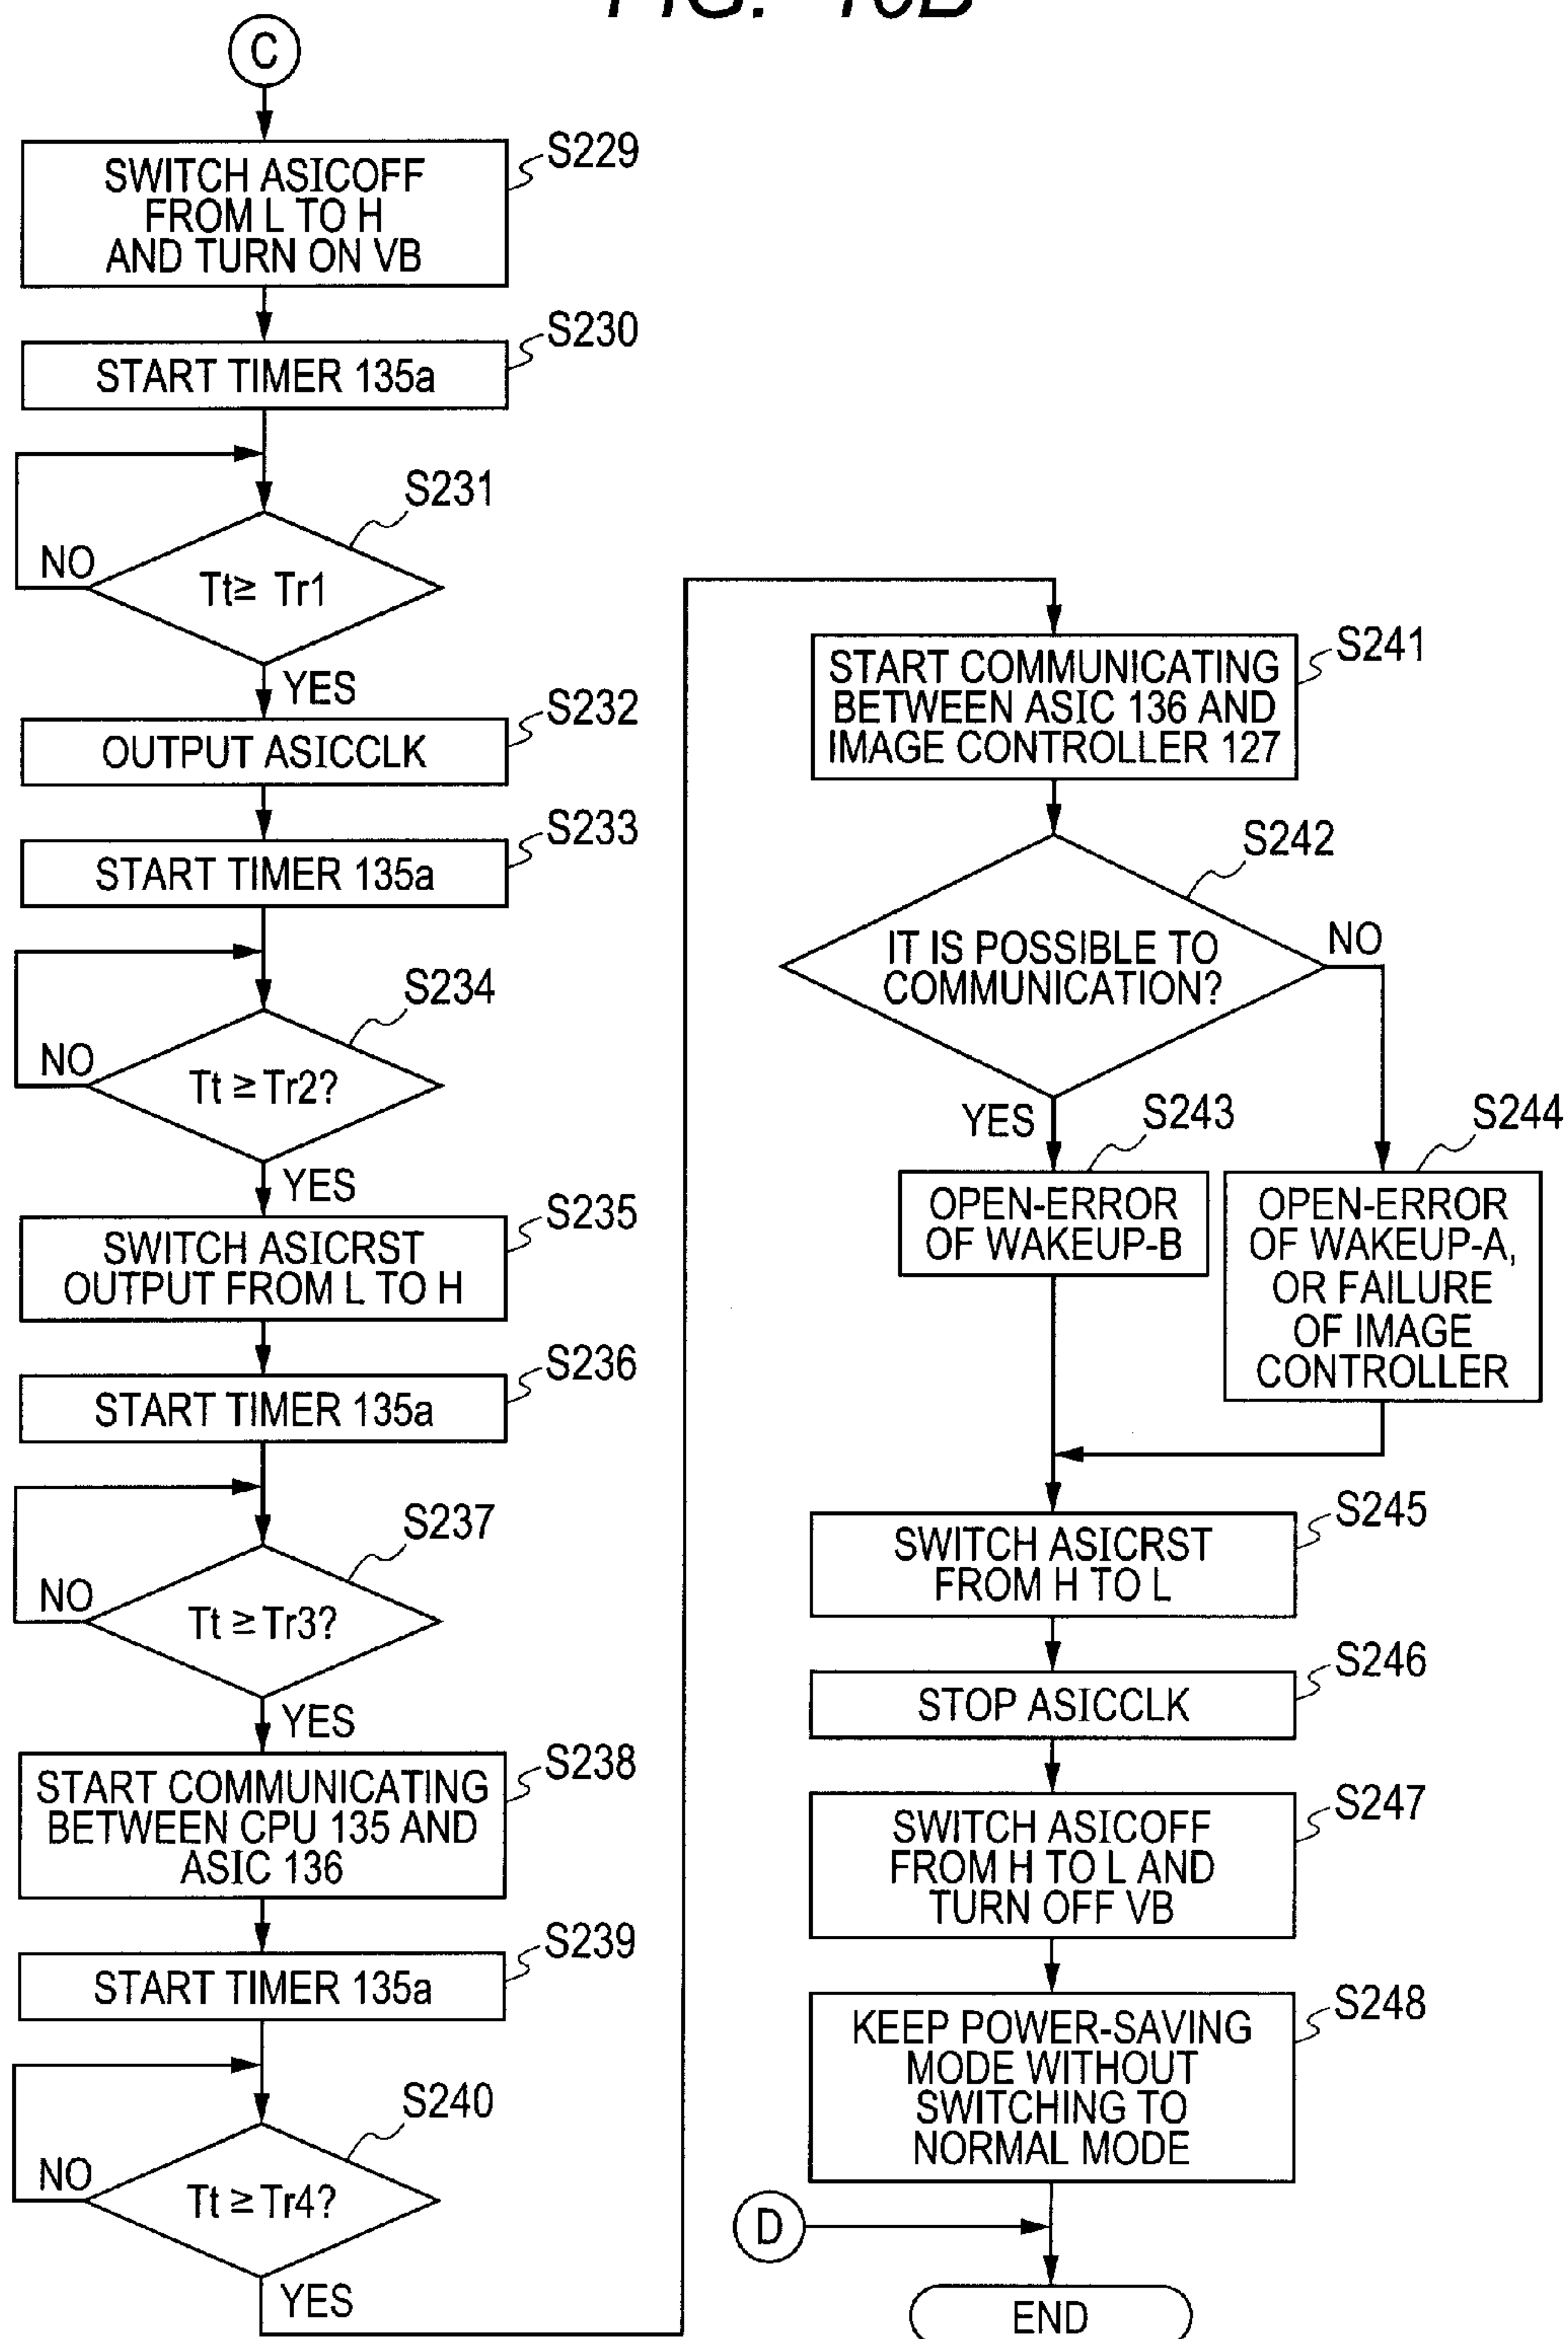 FIG. 10B
C
SWITCH ASICOFF
FROM L TO H
AND TURN ON VB
S229
START TIMER 135a
S230
S231
NO
Tt≥ Tr1
YES
OUTPUT ASICCLK
S232
START TIMER 135a
S233
S234
NO
Tt ≥ Tr2?
YES
SWITCH ASICRST
OUTPUT FROM L TO H
S235
START TIMER 135a
S236
S237
NO
Tt ≥ Tr3?
YES
START COMMUNICATING
BETWEEN CPU 135 AND
ASIC 136
S238
START TIMER 135a
S239
S240
NO
Tt ≥ Tr4?
YES
START COMMUNICATING
BETWEEN ASIC 136 AND
IMAGE CONTROLLER 127
S241
S242
IT IS POSSIBLE TO
COMMUNICATION?
NO
YES
S243
OPEN-ERROR
OF WAKEUP-B
S244
OPEN-ERROR
OF WAKEUP-A,
OR FAILURE
OF IMAGE
CONTROLLER
SWITCH ASICRST
FROM H TO L
S245
STOP ASICCLK
S246
SWITCH ASICOFF
FROM H TO L AND
TURN OFF VB
S247
KEEP POWER-SAVING
MODE WITHOUT
SWITCHING TO
NORMAL MODE
S248
D
END